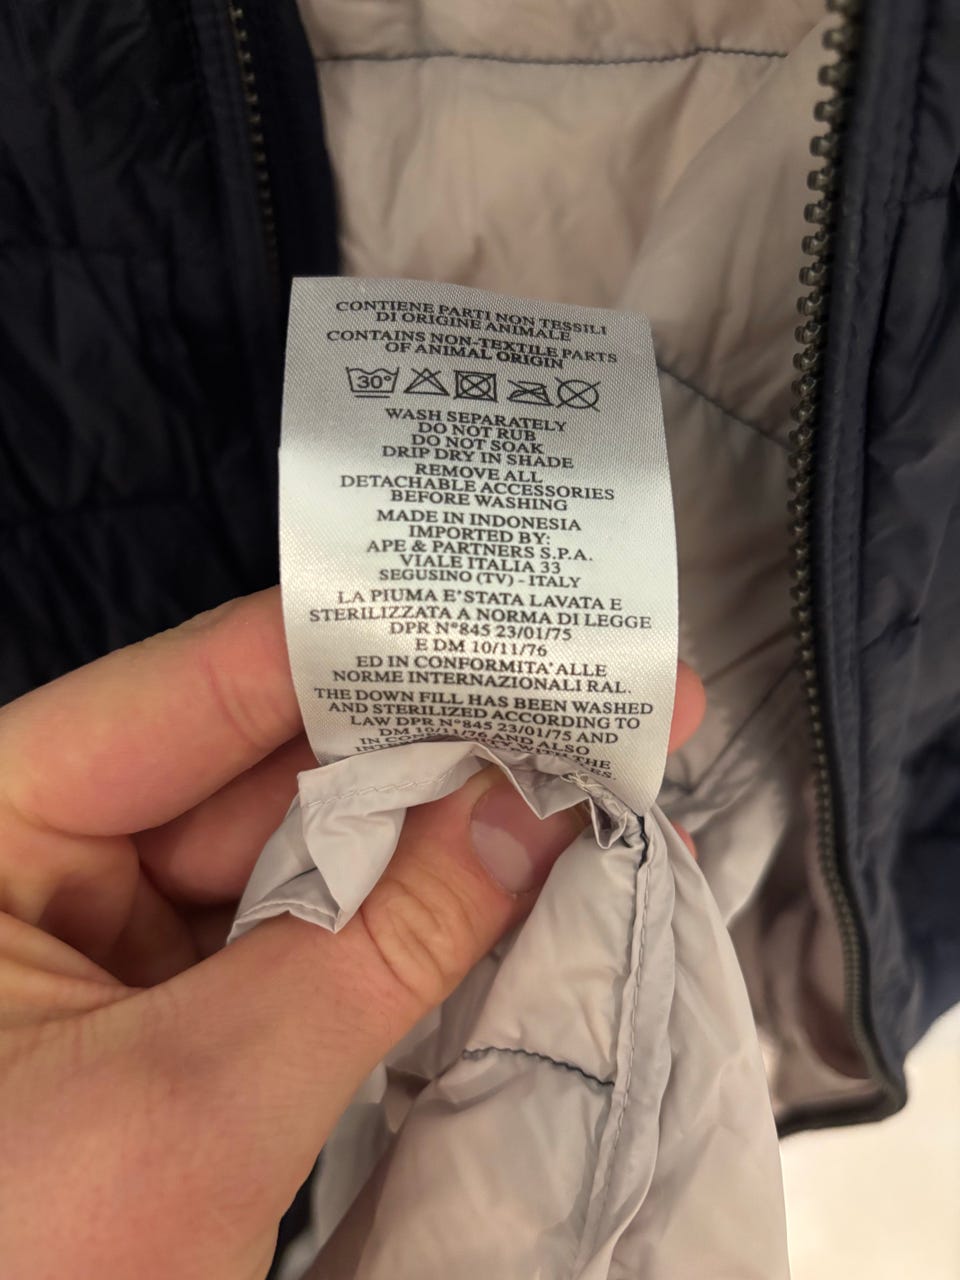 CONTIENE PARTI NON TESSILI
DI ORIGINE ANIMALE
CONTAINS NON-TEXTILE PARTS
OF ANIMAL ORIGIN
30°
WASH SEPARATELY
DO NOT RUB
DO NOT SOAK
DRIP DRY IN SHADE
REMOVE ALL
DETACHABLE ACCESSORIES
BEFORE WASHING
MADE IN INDONESIA
IMPORTED BY:
APE & PARTNERS S.P.A.
VIALE ITALIA 33
SEGUSINO (TV) - ITALY
LA PIUMA E'STATA LAVATA E
STERILIZZATA A NORMA DI LEGGE
DPR N°845 23/01/75
E DM 10/11/76
ED IN CONFORMITA'ALLE
NORME INTERNAZIONALI RAL.
THE DOWN FILL HAS BEEN WASHED
AND STERILIZED ACCORDING TO
LAW DPR N°845 23/01/75 AND
DM 10/11/76 AND ALSO
IN WITH THE